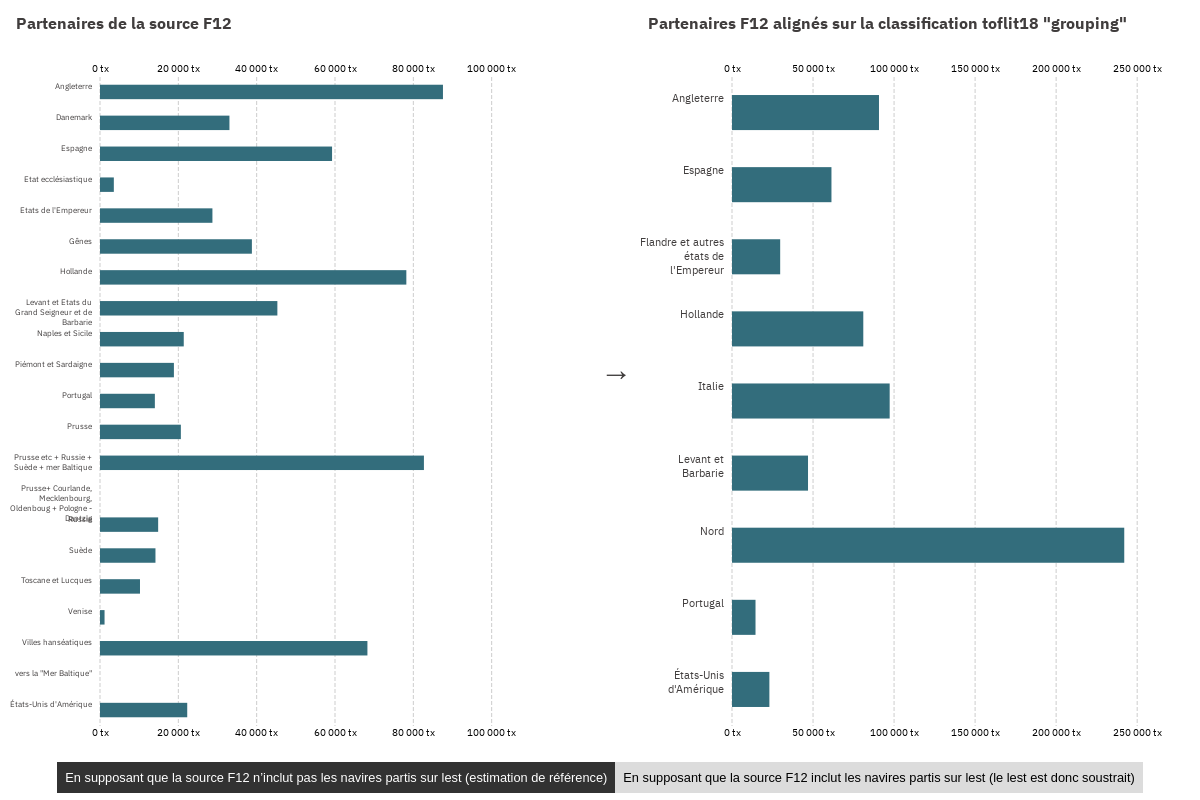 Partenaires de la source F12
0 tx 20 000 tx 40 000 tx 60 000 tx 80 000 tx 100 000 tx
Angleterre
Danemark
Espagne
Etat ecclésiastique
Etats de l'Empereur
Gênes
Hollande
Levant et Etats du
Grand Seigneur et de
Barbarie
Naples et Sicile
Piémont et Sardaigne
Portugal
Prusse
Prusse etc + Russie +
Suède + mer Baltique
Prusse+ Courlande,
Mecklenbourg,
Oldenboug + Pologne -
Dantzig
Russie
Suède
Toscane et Lucques
Venise
Villes hanséatiques
vers la "Mer Baltique"
États-Unis d'Amérique
0 tx 20 000 tx 40 000 tx 60 000 tx 80 000 tx 100 000 tx
→
Partenaires F12 alignés sur la classification toflit18 "grouping"
0 tx 50 000 tx 100 000 tx 150 000 tx 200 000 tx 250 000 tx
Angleterre
Espagne
Flandre et autres
états de
l'Empereur
Hollande
Italie
Levant et
Barbarie
Nord
Portugal
États-Unis
d'Amérique
0 tx 50 000 tx 100 000 tx 150 000 tx 200 000 tx 250 000 tx
En supposant que la source F12 n'inclut pas les navires partis sur lest (estimation de référence)
En supposant que la source F12 inclut les navires partis sur lest (le lest est donc soustrait)